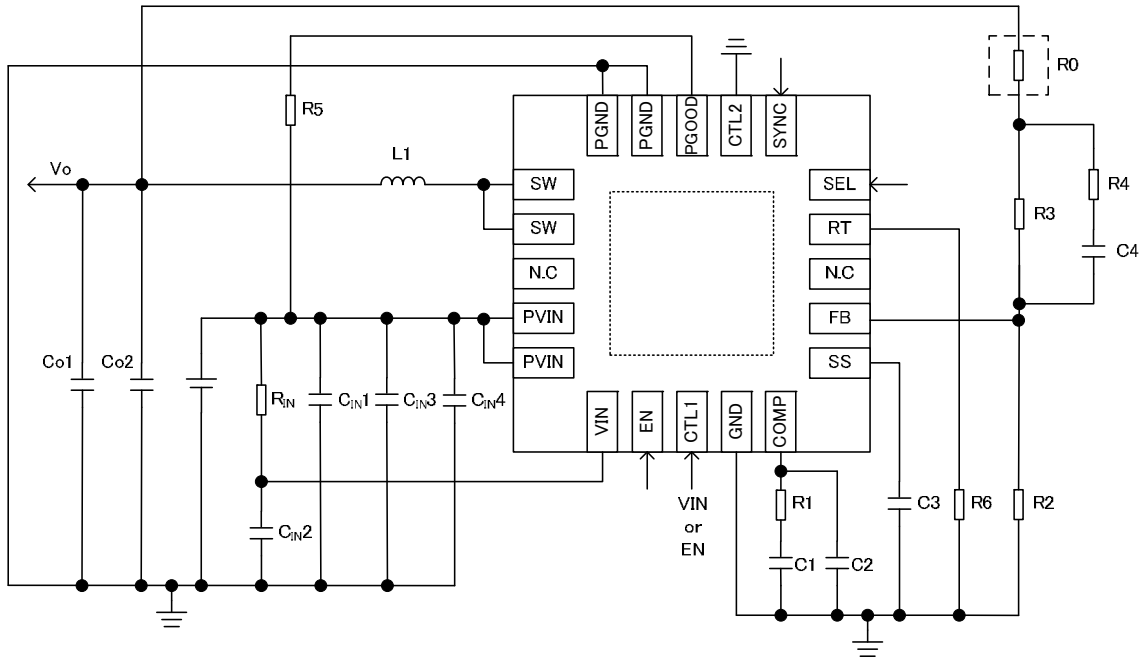 R0
R5
PGND
PGND
PGOOD
CTL2
SYNC
L1
Vo
SW
SEL
R4
SW
RT
R3
C4
N.C
N.C
PVIN
FB
Co1
Co2
PVIN
SS
RIN
CIN1
CIN3
CIN4
VIN
EN
CTL1
GND
COMP
VIN
or
EN
R1
C3
R6
R2
CIN2
C1
C2